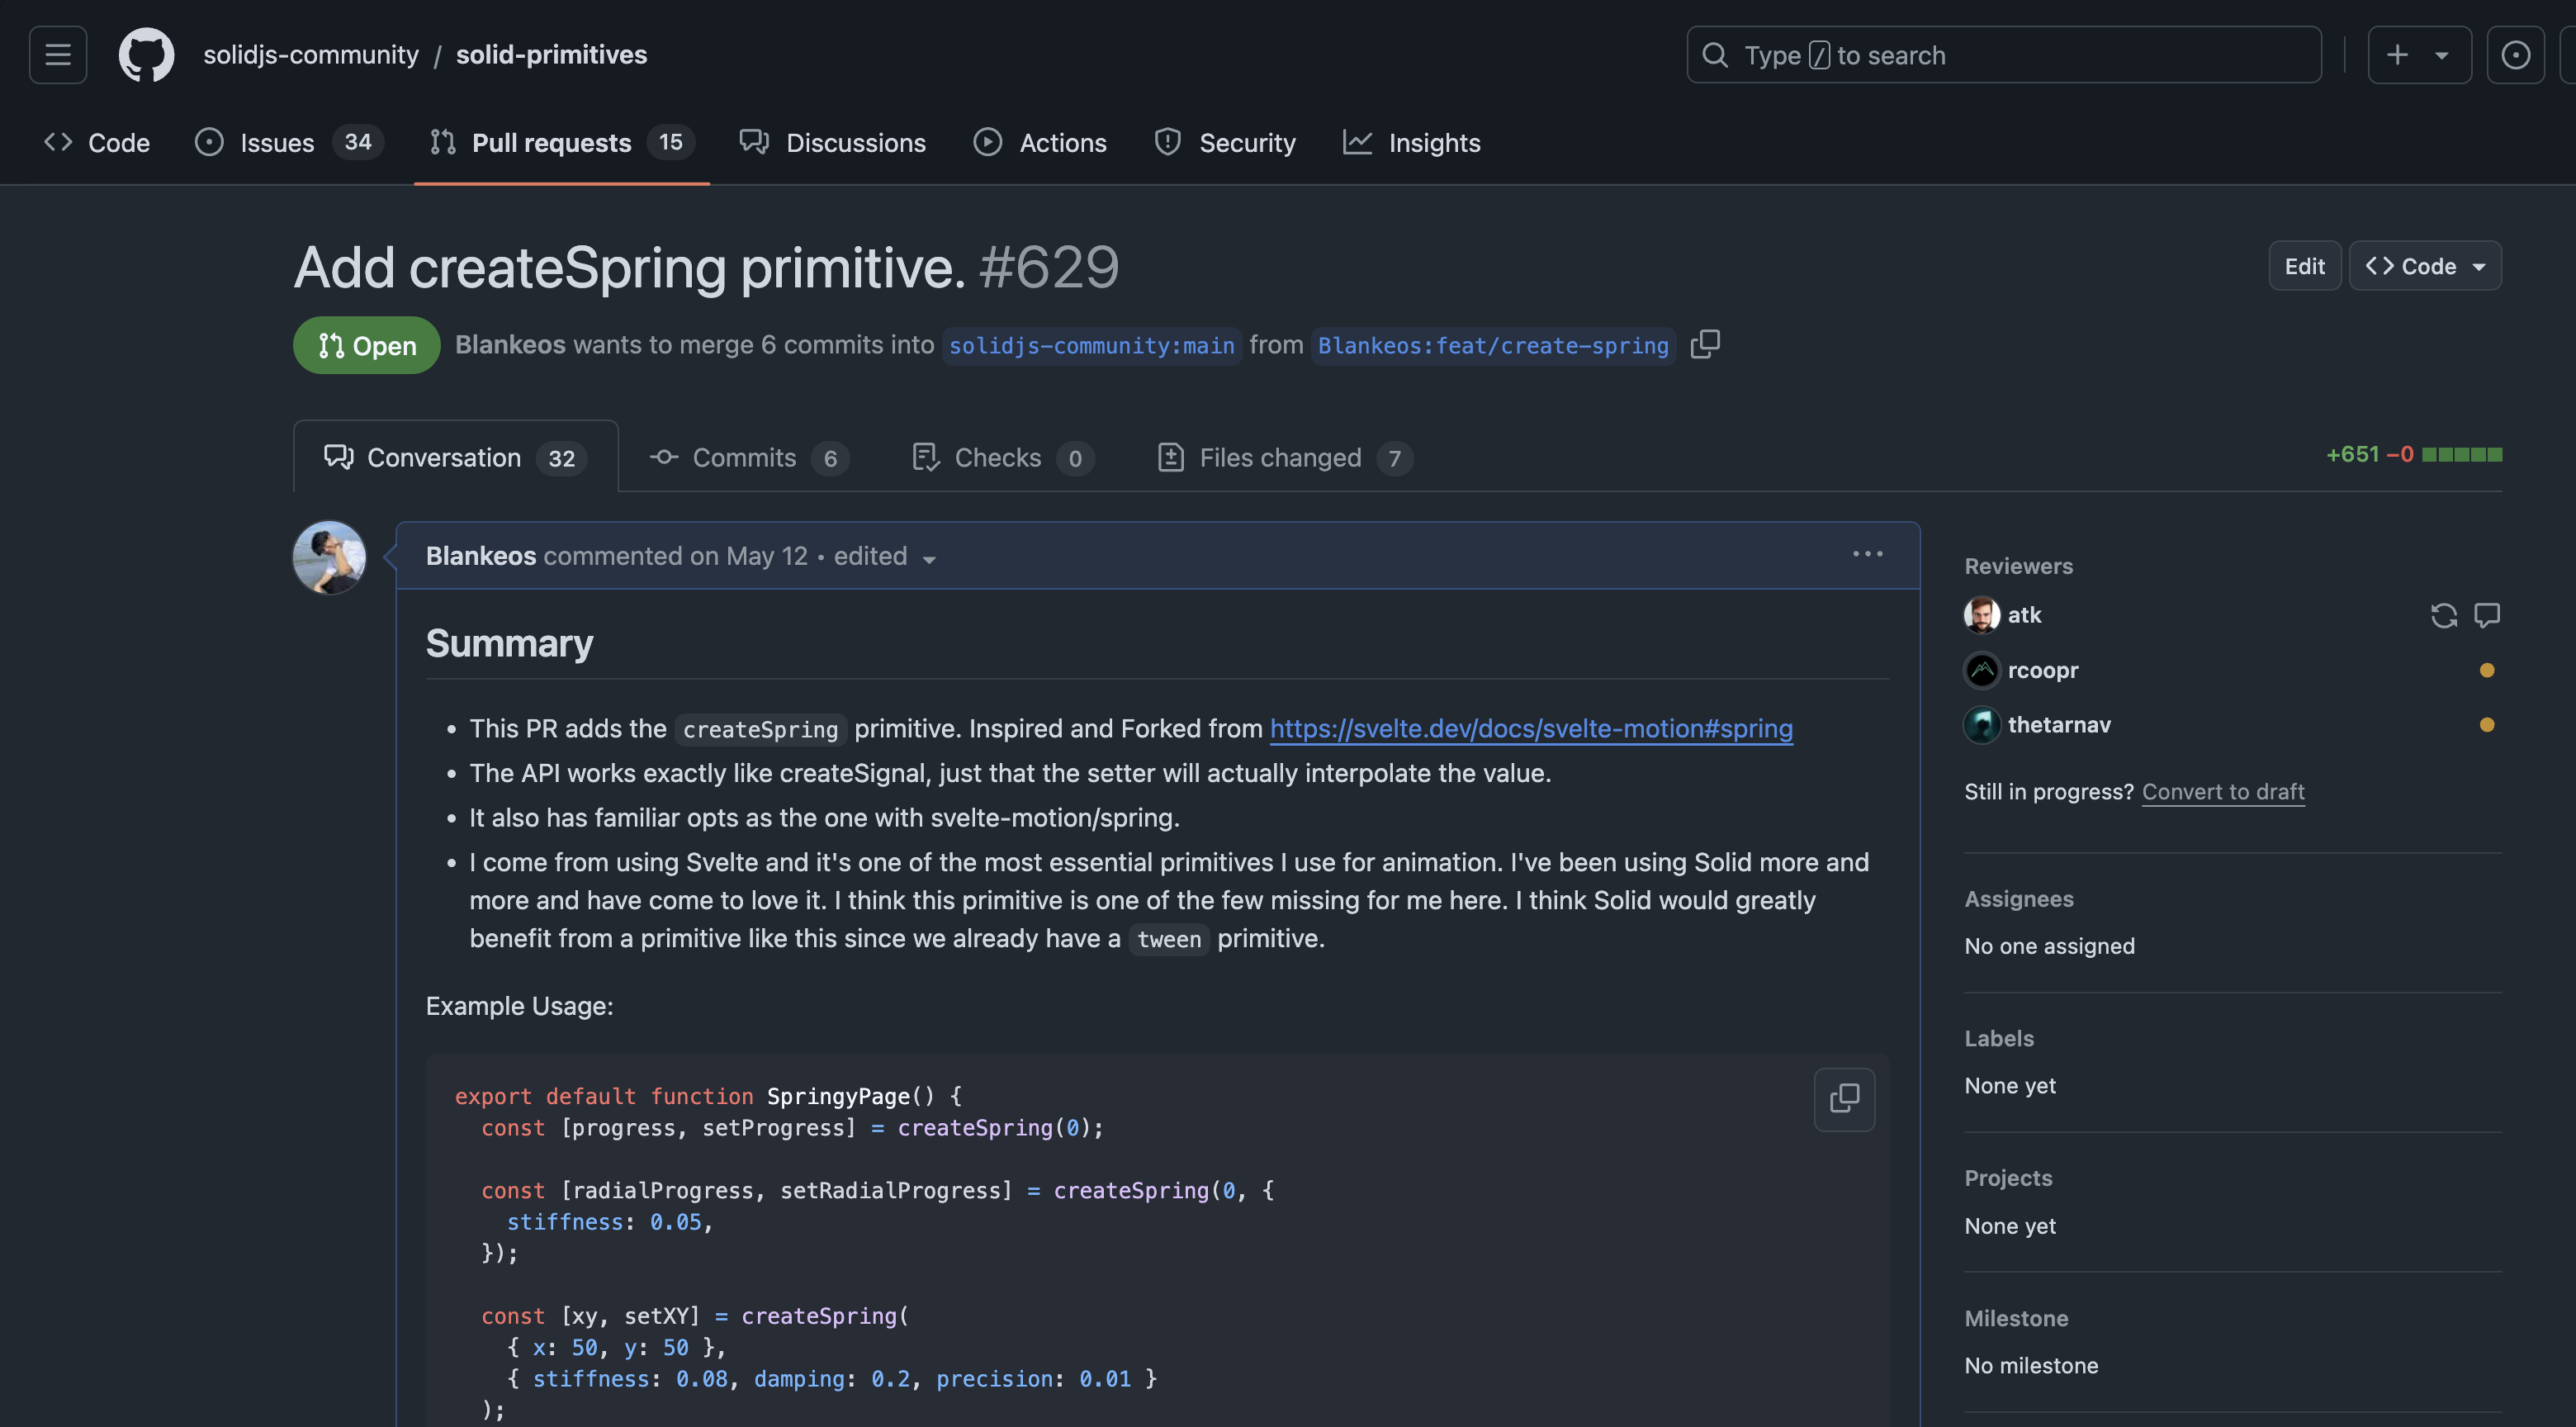 solidjs-community / solid-primitives
Type / to search
Code
Issues 34
Pull requests 15
Discussions
Actions
Security
Insights
Add createSpring primitive. #629
Edit
Code
Open
Blankeos wants to merge 6 commits into solidjs-community:main from Blankeos:feat/create-spring
Conversation 32
Commits 6
Checks 0
Files changed 7
+651 −0
Blankeos commented on May 12 • edited
Summary
• This PR adds the createSpring primitive. Inspired and Forked from https://svelte.dev/docs/svelte-motion#spring
• The API works exactly like createSignal, just that the setter will actually interpolate the value.
• It also has familiar opts as the one with svelte-motion/spring.
• I come from using Svelte and it's one of the most essential primitives I use for animation. I've been using Solid more and
more and have come to love it. I think this primitive is one of the few missing for me here. I think Solid would greatly
benefit from a primitive like this since we already have a tween primitive.
Example Usage:
export default function SpringyPage() {
  const [progress, setProgress] = createSpring(0);
  const [radialProgress, setRadialProgress] = createSpring(0, {
    stiffness: 0.05,
  });
  const [xy, setXY] = createSpring(
    { x: 50, y: 50 },
    { stiffness: 0.08, damping: 0.2, precision: 0.01 }
  );
Reviewers
atk
rcoopr
thetarnav
Still in progress? Convert to draft
Assignees
No one assigned
Labels
None yet
Projects
None yet
Milestone
No milestone